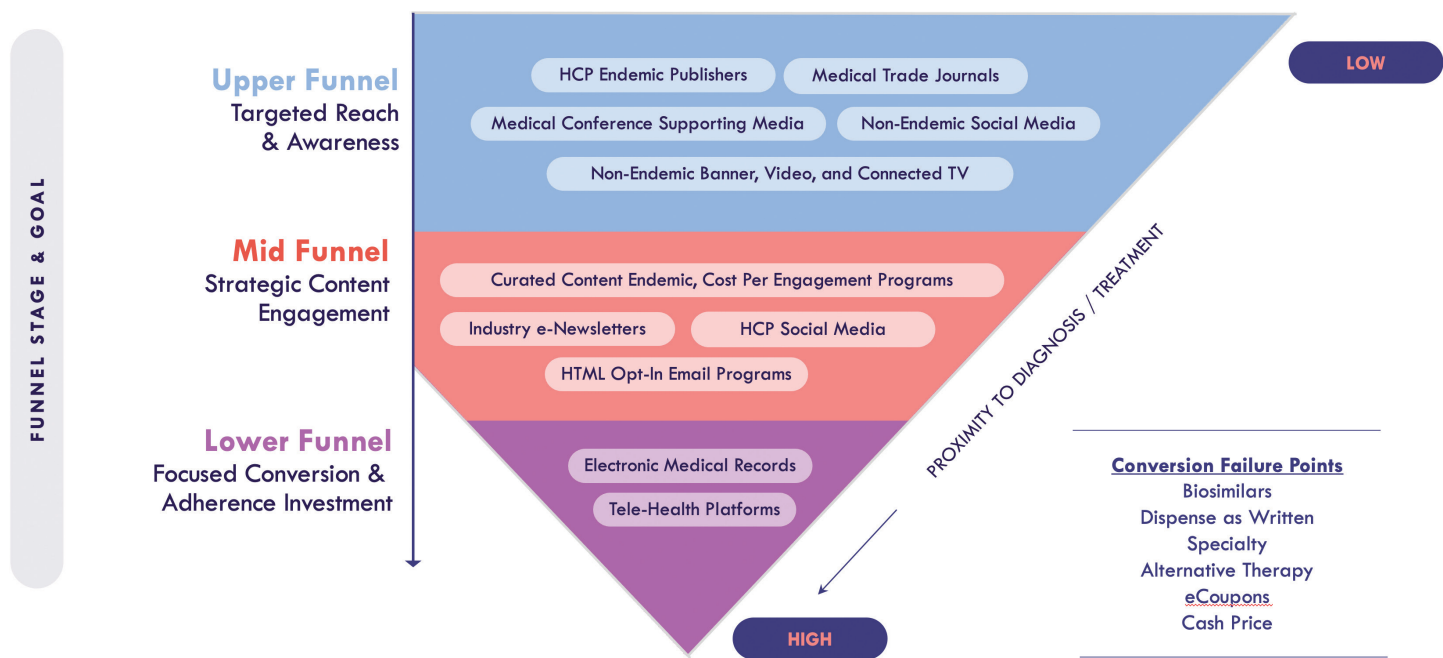 FUNNEL STAGE & GOAL
Upper Funnel
Targeted Reach
& Awareness
HCP Endemic Publishers
Medical Trade Journals
Medical Conference Supporting Media
Non-Endemic Social Media
Non-Endemic Banner, Video, and Connected TV
LOW
Mid Funnel
Strategic Content
Engagement
Curated Content Endemic, Cost Per Engagement Programs
Industry e-Newsletters
HCP Social Media
HTML Opt-In Email Programs
PROXIMITY TO DIAGNOSIS / TREATMENT
Lower Funnel
Focused Conversion &
Adherence Investment
Electronic Medical Records
Tele-Health Platforms
HIGH
Conversion Failure Points
Biosimilars
Dispense as Written
Specialty
Alternative Therapy
eCoupons
Cash Price